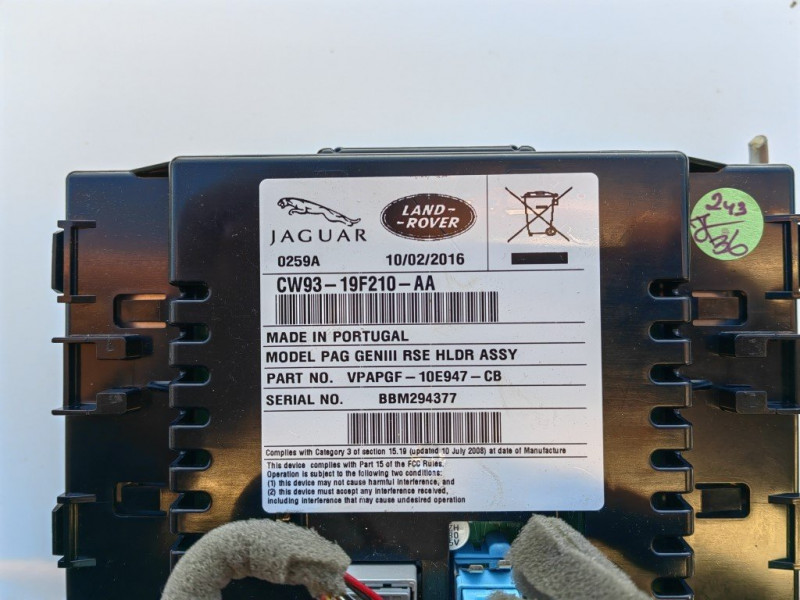 JAGUAR
LAND-
-ROVER
0259A 10/02/2016
CW93-19F210-AA
MADE IN PORTUGAL
MODEL PAG GENIII RSE HLDR ASSY
PART NO. VPAPGF-10E947-CB
SERIAL NO. BBM294377
Complies with Category 3 of section 15.19 (updated 10 July 2008) at date of Manufacture
This device complies with Part 15 of the FCC Rules.
Operation is subject to the following two conditions:
(1) this device may not cause harmful interference, and
(2) this device must accept any interference received,
including interference that may cause undesired operation
243
86